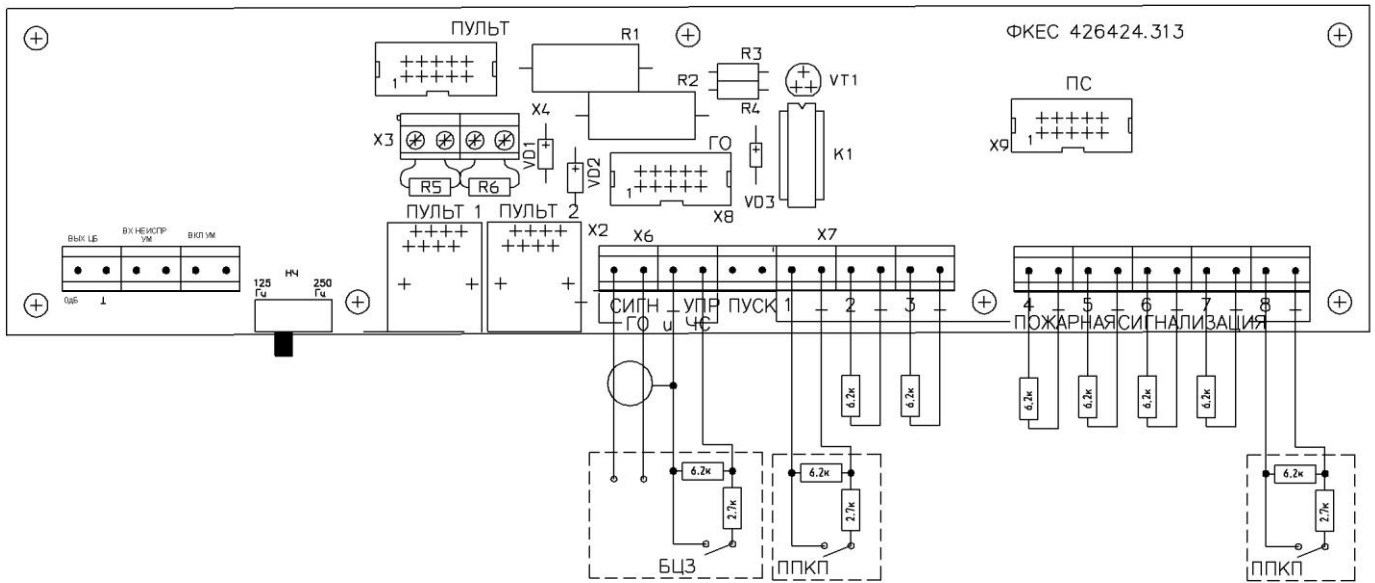 ПУЛЬТ
ФКЕС 426424.313
R1
R3
R2
VT1
ПС
1
X4
R4
X9
1
X3
ГО
K1
VD1
VD2
1
R5
R6
VD3
X8
ПУЛЬТ 1
ПУЛЬТ 2
X2
X6
X7
ВЫХ ЦБ
ВХ НЕИСПР
УМ
ВКЛ УМ
0дБ
⊥
НЧ
125
Гц
250
Гц
СИГН
УПР
ПУСК
1
2
3
4
5
6
7
8
ГО и ЧС
ПОЖАРНАЯ СИГНАЛИЗАЦИЯ
6.2к
6.2к
6.2к
6.2к
6.2к
6.2к
6.2к
2.7к
6.2к
2.7к
6.2к
2.7к
БЦЗ
ППКП
ППКП